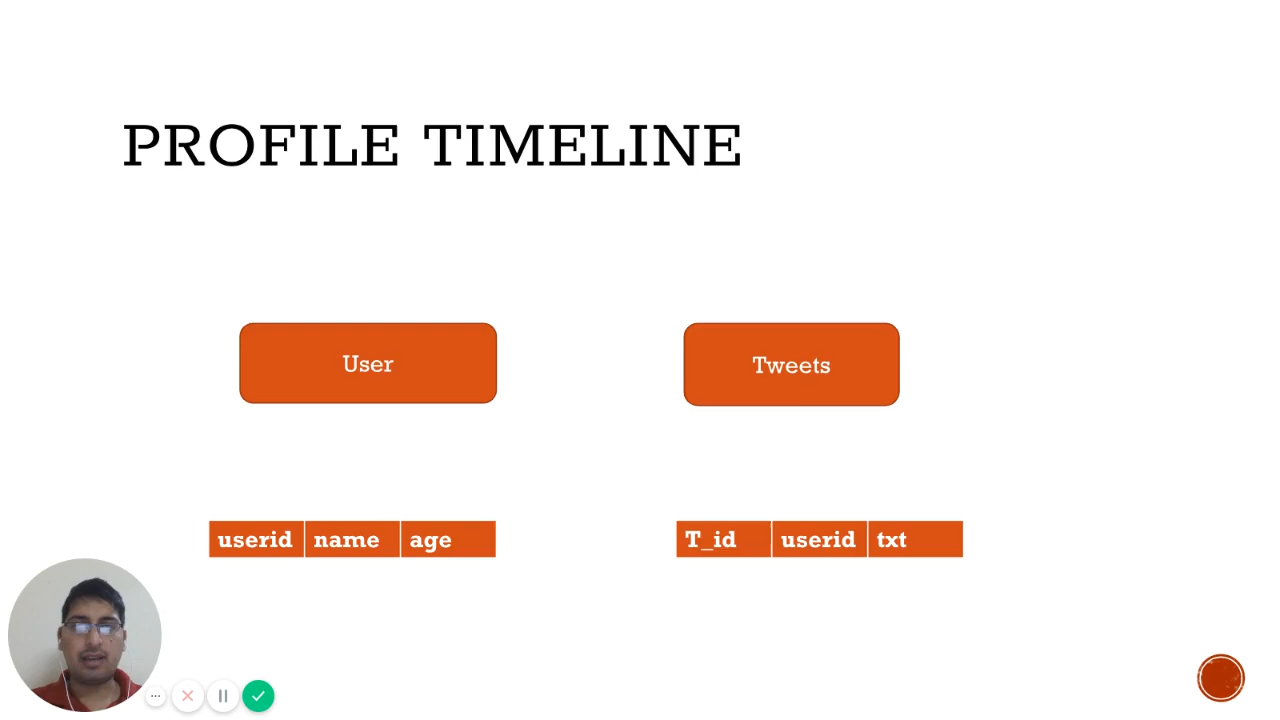 PROFILE TIMELINE
User
Tweets
userid name age
T_id userid txt